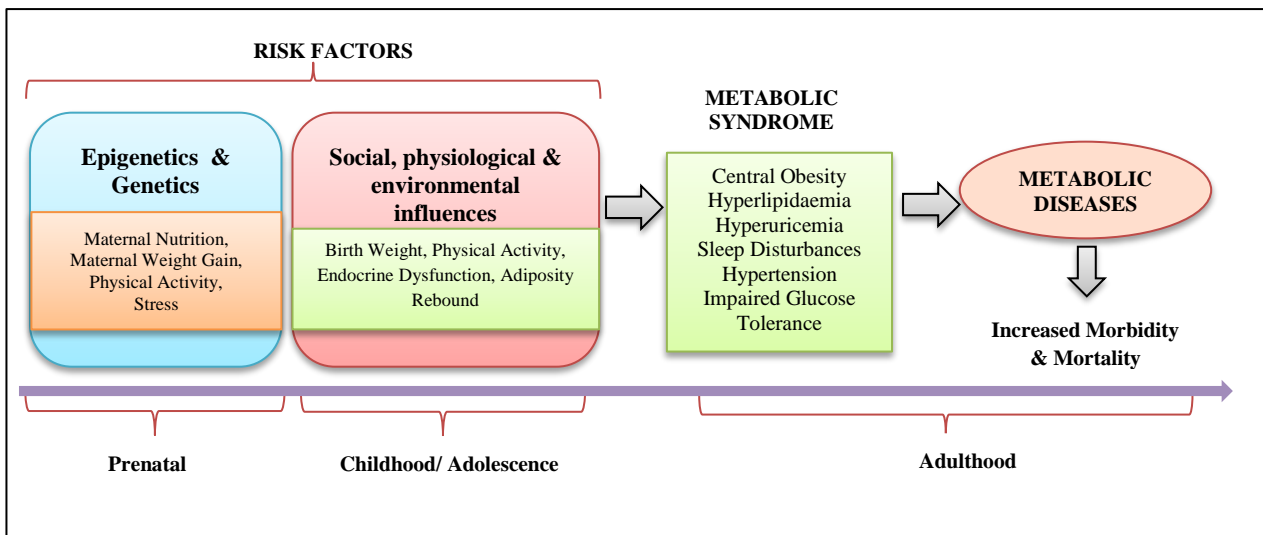 RISK FACTORS
Epigenetics &
Genetics
Maternal Nutrition,
Maternal Weight Gain,
Physical Activity,
Stress
Social, physiological &
environmental
influences
Birth Weight, Physical Activity,
Endocrine Dysfunction, Adiposity
Rebound
METABOLIC
SYNDROME
Central Obesity
Hyperlipidaemia
Hyperuricemia
Sleep Disturbances
Hypertension
Impaired Glucose
Tolerance
METABOLIC
DISEASES
Increased Morbidity
& Mortality
Prenatal
Childhood/ Adolescence
Adulthood